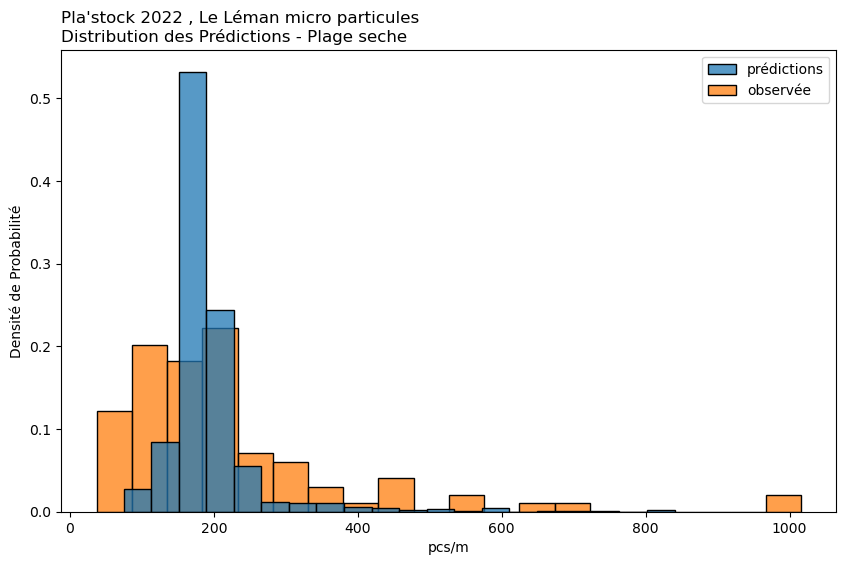 Pla'stock 2022 , Le Léman micro particules
Distribution des Prédictions - Plage seche
prédictions
observée
Densité de Probabilité
0.5
0.4
0.3
0.2
0.1
0.0
0
200
400
600
800
1000
pcs/m